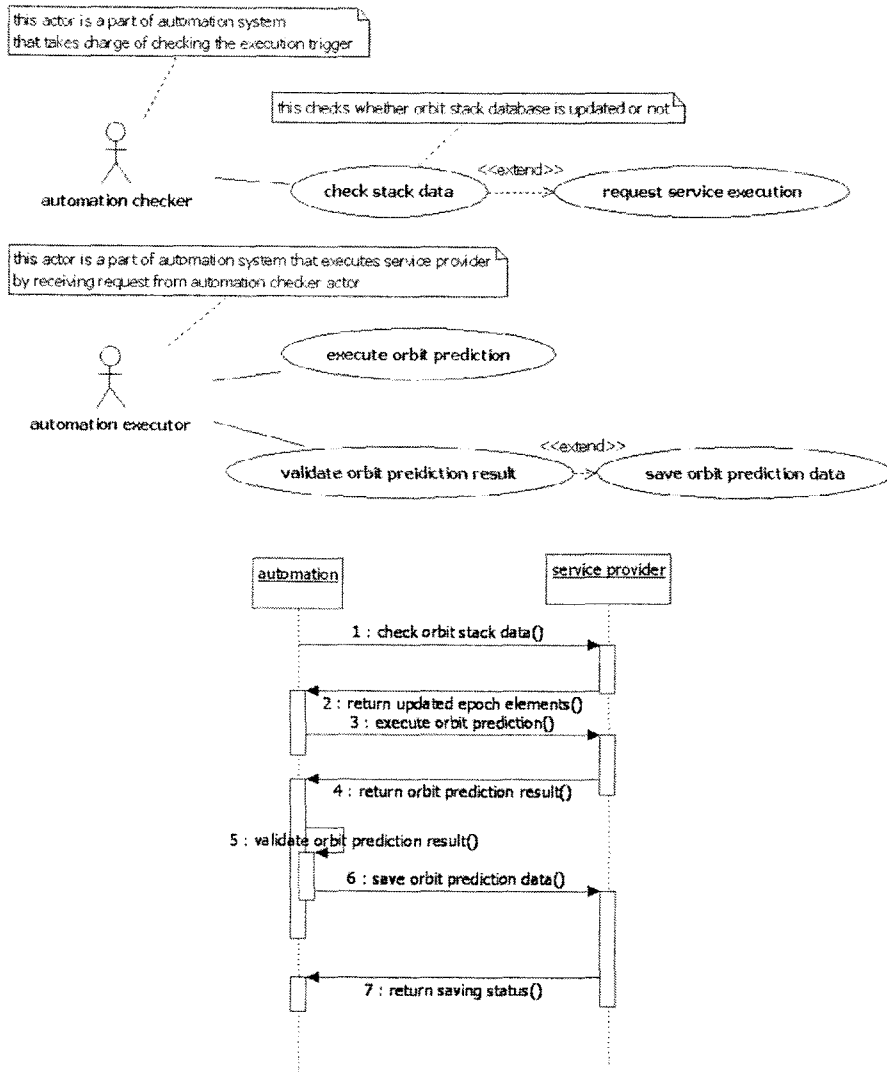 this actor is a part of automation system
that takes charge of checking the execution trigger
this checks whether orbit stack database is updated or not
<<extend>>
check stack data
request service execution
automation checker
this actor is a part of automation system that executes service provider
by receiving request from automation checker actor
execute orbit prediction
automation executor
<<extend>>
validate orbit preidiction result
save orbit prediction data
automation
service provider
1 : check orbit stack data()
2 : return updated epoch elements()
3 : execute orbit prediction()
4 : return orbit prediction result()
5 : validate orbit prediction result()
6 : save orbit prediction data()
7 : return saving status()